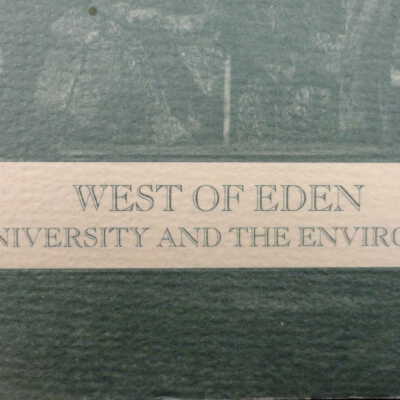 WEST OF EDEN
NIVERSITY AND THE ENVIRO